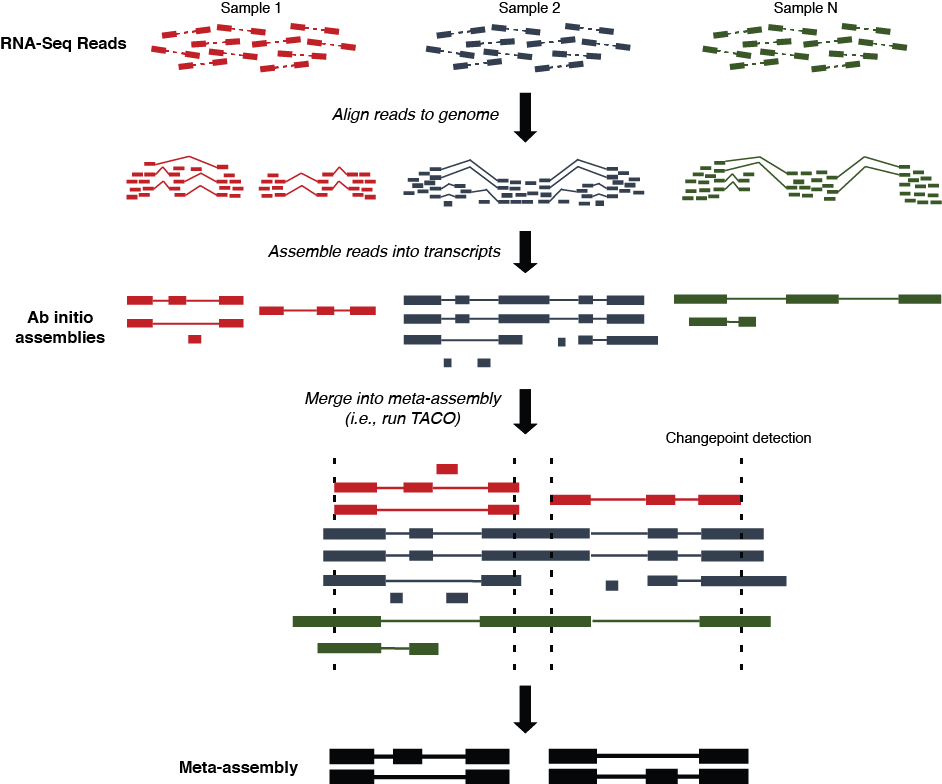 Sample 1
Sample 2
Sample N
RNA-Seq Reads
Align reads to genome
Assemble reads into transcripts
Ab initio
assemblies
Merge into meta-assembly
(i.e., run TACO)
Changepoint detection
Meta-assembly